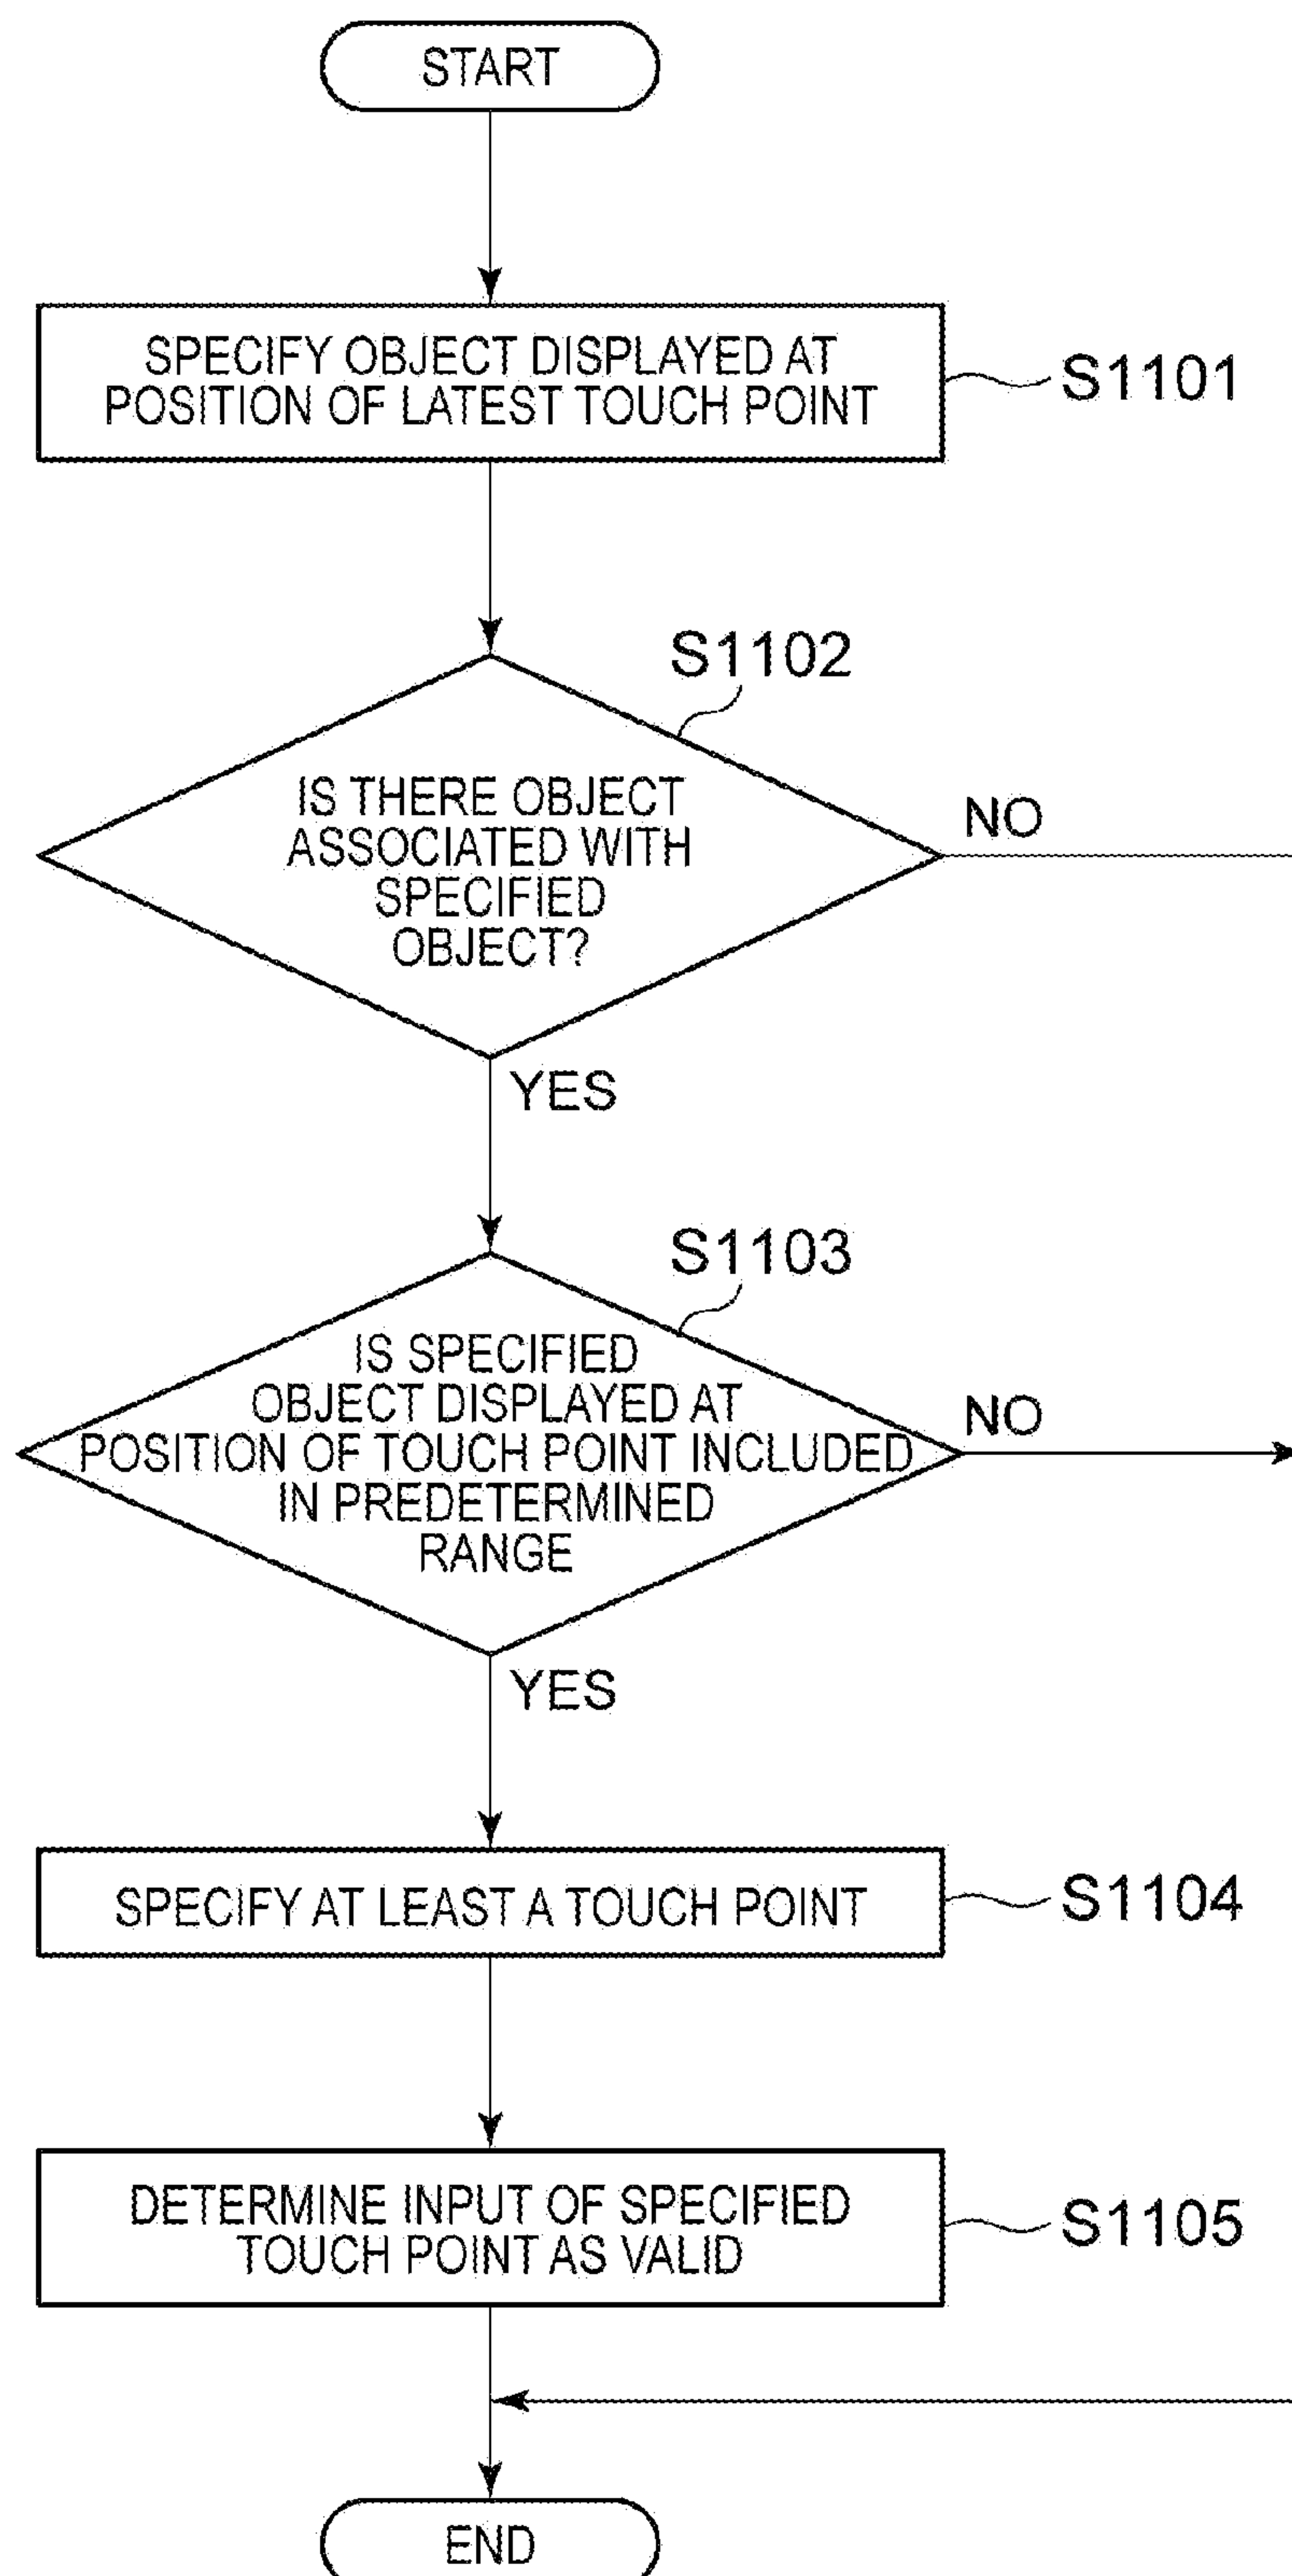 START
SPECIFY OBJECT DISPLAYED AT
POSITION OF LATEST TOUCH POINT
S1101
S1102
IS THERE OBJECT
ASSOCIATED WITH
SPECIFIED
OBJECT?
NO
YES
S1103
IS SPECIFIED
OBJECT DISPLAYED AT
POSITION OF TOUCH POINT INCLUDED
IN PREDETERMINED
RANGE
NO
YES
SPECIFY AT LEAST A TOUCH POINT
S1104
DETERMINE INPUT OF SPECIFIED
TOUCH POINT AS VALID
S1105
END